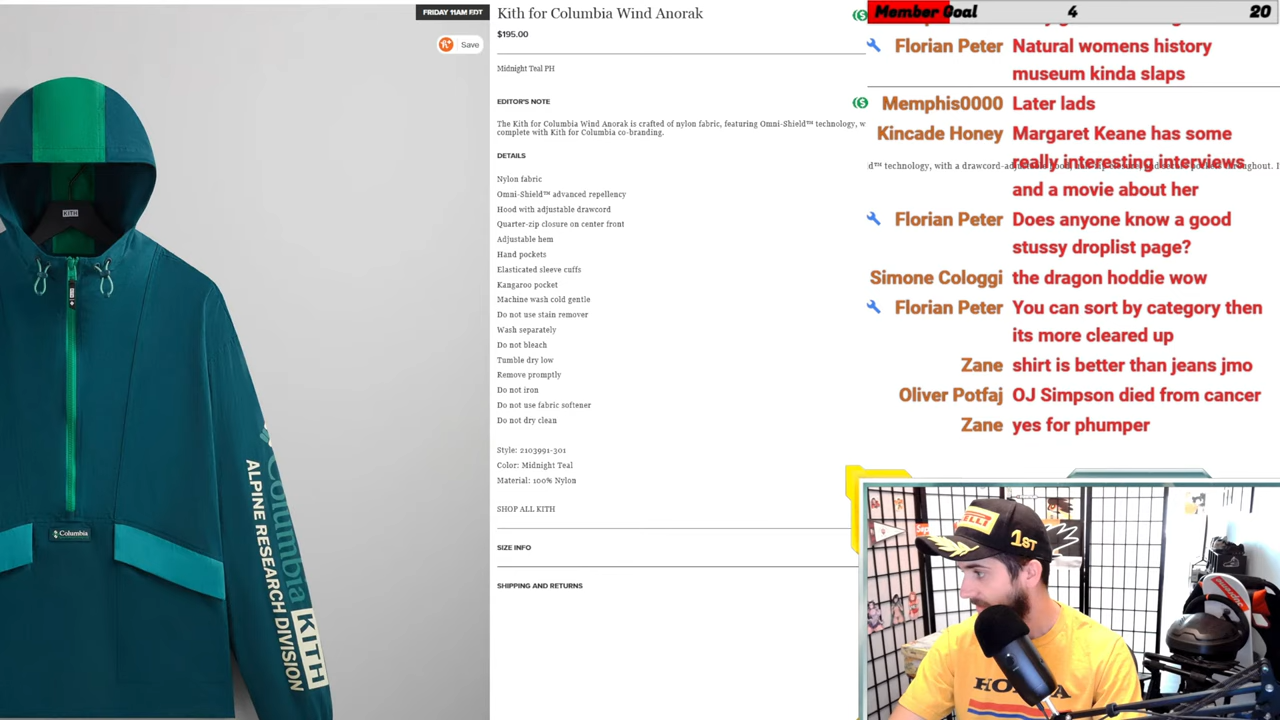 FRIDAY 11AM EDT
Save
KITH
Columbia
ALPINE RESEARCH DIVISION
Columbia
KITH
Kith for Columbia Wind Anorak
$195.00
Midnight Teal PH
EDITOR'S NOTE
The Kith for Columbia Wind Anorak is crafted of nylon fabric, featuring Omni-Shield™ technology, w
complete with Kith for Columbia co-branding.
DETAILS
Nylon fabric
Omni-Shield™ advanced repellency
Hood with adjustable drawcord
Quarter-zip closure on center front
Adjustable hem
Hand pockets
Elasticated sleeve cuffs
Kangaroo pocket
Machine wash cold gentle
Do not use stain remover
Wash separately
Do not bleach
Tumble dry low
Remove promptly
Do not iron
Do not use fabric softener
Do not dry clean
Style: 2103991-301
Color: Midnight Teal
Material: 100% Nylon
SHOP ALL KITH
SIZE INFO
SHIPPING AND RETURNS
Member Goal 4 20
Florian Peter Natural womens history
museum kinda slaps
Memphis0000 Later lads
Kincade Honey Margaret Keane has some
really interesting interviews
and a movie about her
Florian Peter Does anyone know a good
stussy droplist page?
Simone Cologgi the dragon hoddie wow
Florian Peter You can sort by category then
its more cleared up
Zane shirt is better than jeans jmo
Oliver Potfaj OJ Simpson died from cancer
Zane yes for phumper
PIRELLI
1ST
HONDA